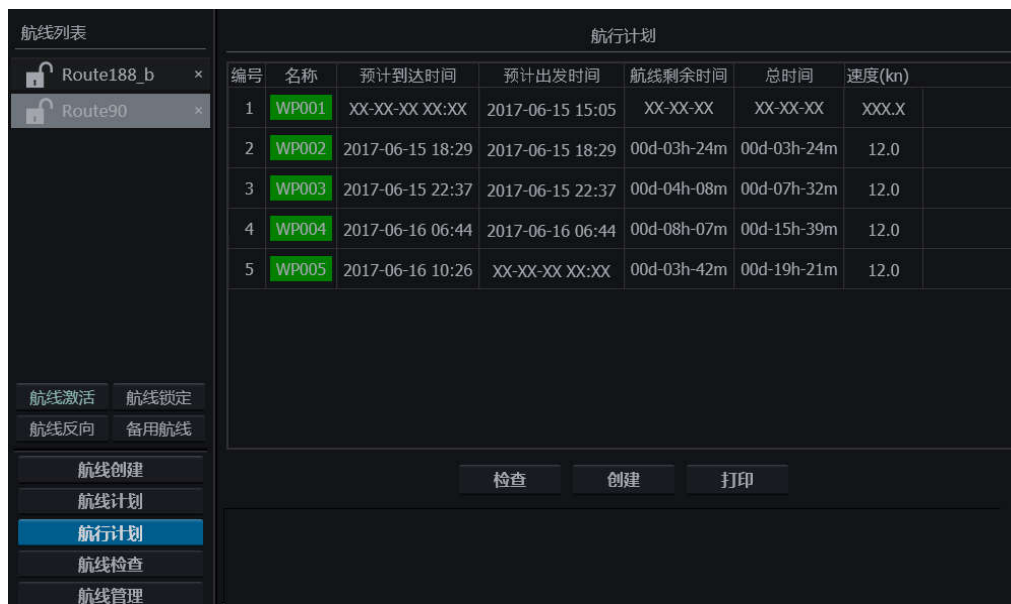 航线列表
Route188_b ×
Route90 ×
航线激活 航线锁定
航线反向 备用航线
航线创建
航线计划
航行计划
航线检查
航线管理
航行计划
编号 名称 预计到达时间 预计出发时间 航线剩余时间 总时间 速度(kn)
1 WP001 XX-XX-XX XX:XX 2017-06-15 15:05 XX-XX-XX XX-XX-XX XXX.X
2 WP002 2017-06-15 18:29 2017-06-15 18:29 00d-03h-24m 00d-03h-24m 12.0
3 WP003 2017-06-15 22:37 2017-06-15 22:37 00d-04h-08m 00d-07h-32m 12.0
4 WP004 2017-06-16 06:44 2017-06-16 06:44 00d-08h-07m 00d-15h-39m 12.0
5 WP005 2017-06-16 10:26 XX-XX-XX XX:XX 00d-03h-42m 00d-19h-21m 12.0
检查 创建 打印